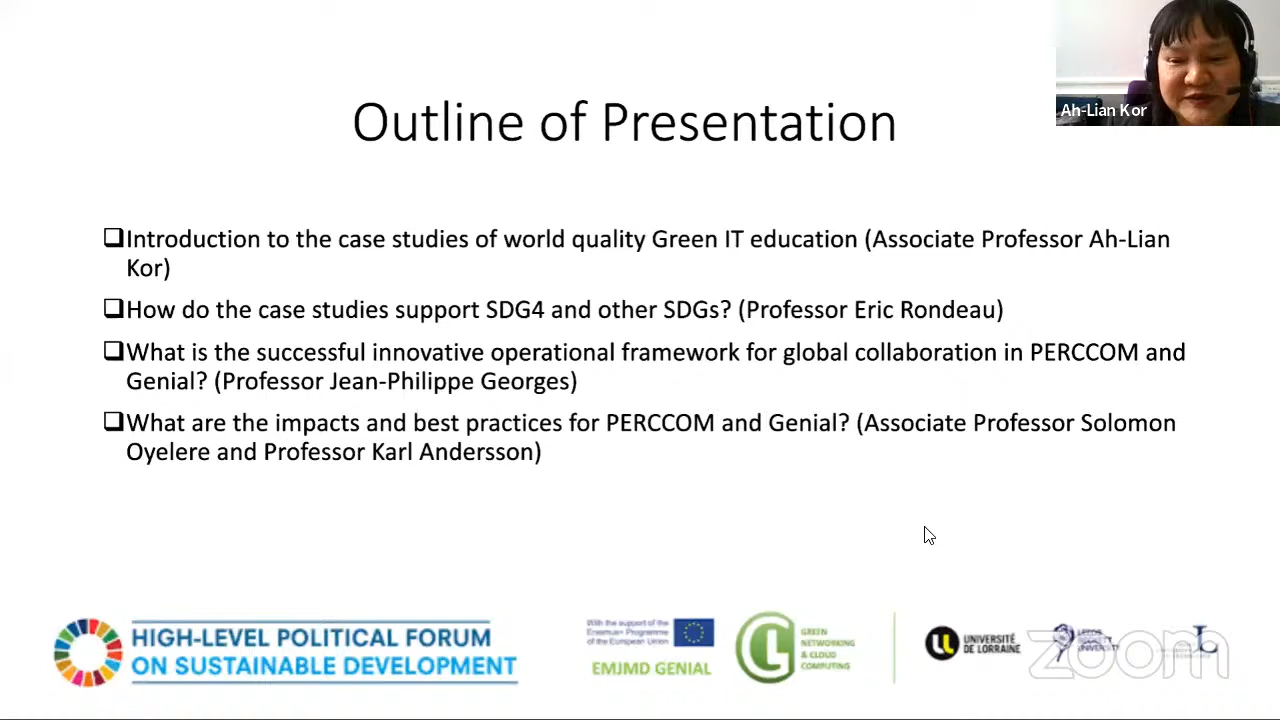 Outline of Presentation
Ah-Lian Kor
❑Introduction to the case studies of world quality Green IT education (Associate Professor Ah-Lian
Kor)
❑How do the case studies support SDG4 and other SDGs? (Professor Eric Rondeau)
❑What is the successful innovative operational framework for global collaboration in PERCCOM and
Genial? (Professor Jean-Philippe Georges)
❑What are the impacts and best practices for PERCCOM and Genial? (Associate Professor Solomon
Oyelere and Professor Karl Andersson)
HIGH-LEVEL POLITICAL FORUM
ON SUSTAINABLE DEVELOPMENT
With the support of the
Erasmus+ Programme
of the European Union
EMJMD GENIAL
GREEN
NETWORKING
& CLOUD
COMPUTING
UNIVERSITÉ
DE LORRAINE
zoom